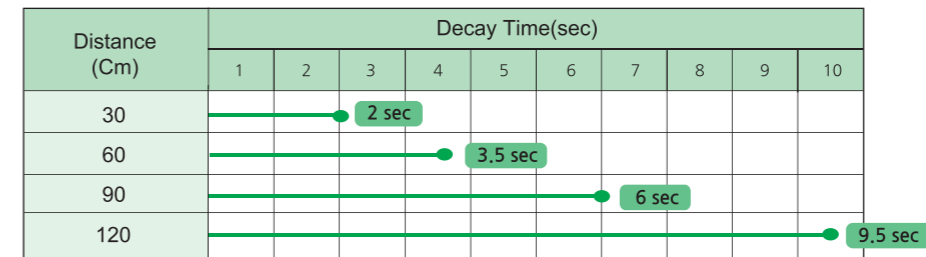 Distance
(Cm)
Decay Time(sec)
1 2 3 4 5 6 7 8 9 10
30 2 sec
60 3.5 sec
90 6 sec
120 9.5 sec